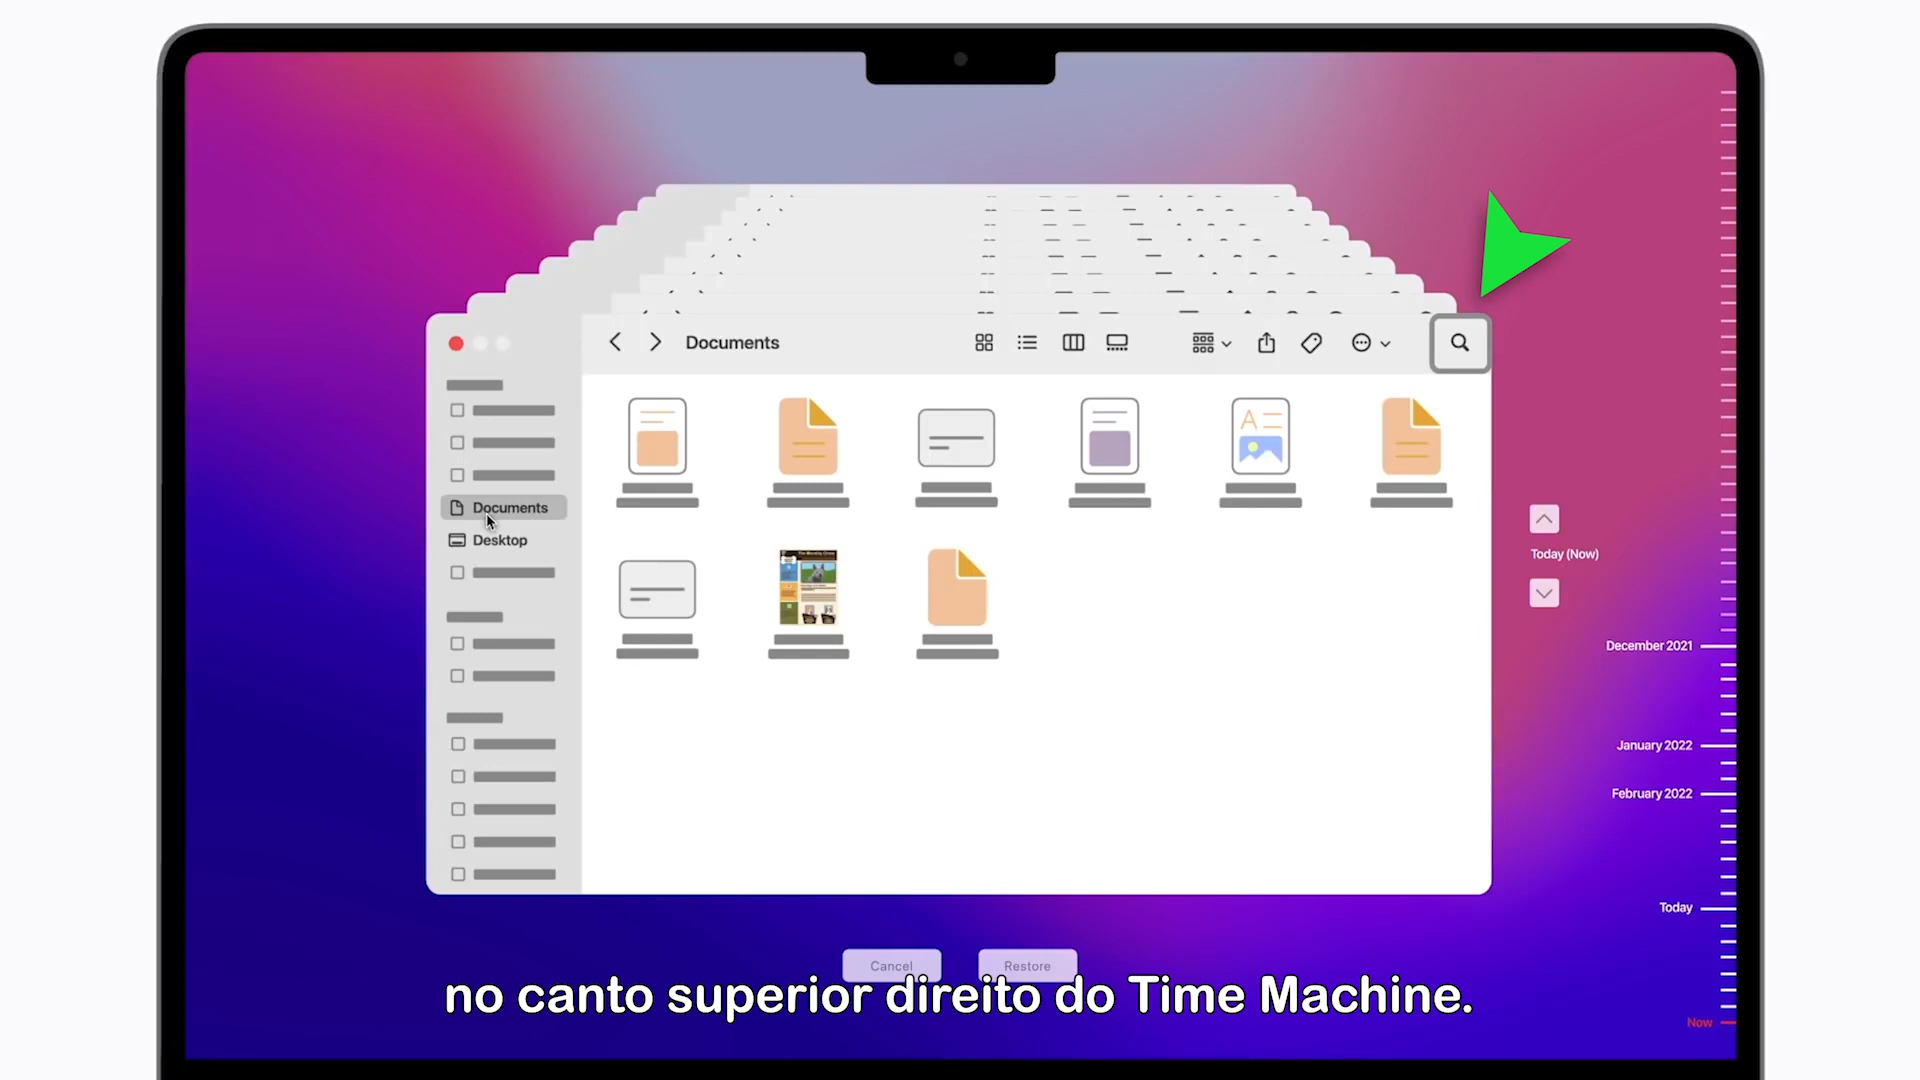 Documents
Documents
Desktop
Today (Now)
December 2021
January 2022
February 2022
Today
Now
Cancel
Restore
no canto superior direito do Time Machine.